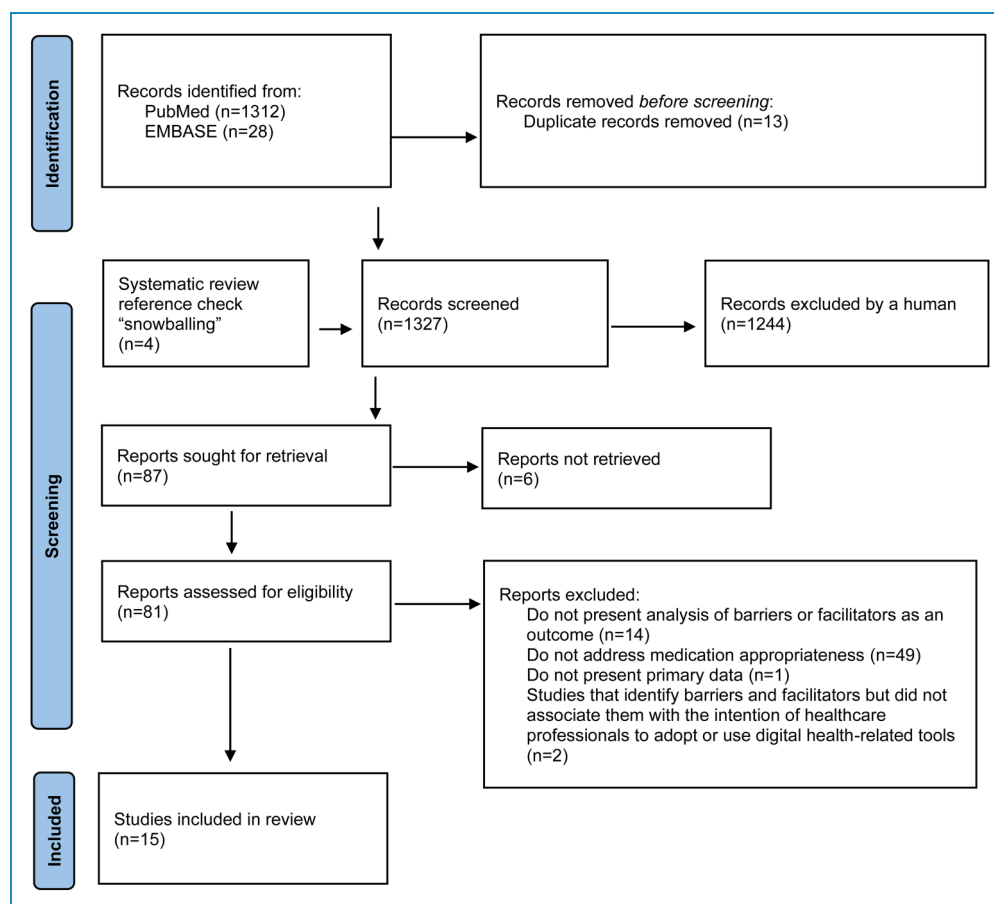 Identification
Records identified from:
PubMed (n=1312)
EMBASE (n=28)
Records removed before screening:
Duplicate records removed (n=13)
Screening
Systematic review
reference check
“snowballing”
(n=4)
Records screened
(n=1327)
Records excluded by a human
(n=1244)
Reports sought for retrieval
(n=87)
Reports not retrieved
(n=6)
Reports assessed for eligibility
(n=81)
Reports excluded:
Do not present analysis of barriers or facilitators as an
outcome (n=14)
Do not address medication appropriateness (n=49)
Do not present primary data (n=1)
Studies that identify barriers and facilitators but did not
associate them with the intention of healthcare
professionals to adopt or use digital health-related tools
(n=2)
Included
Studies included in review
(n=15)